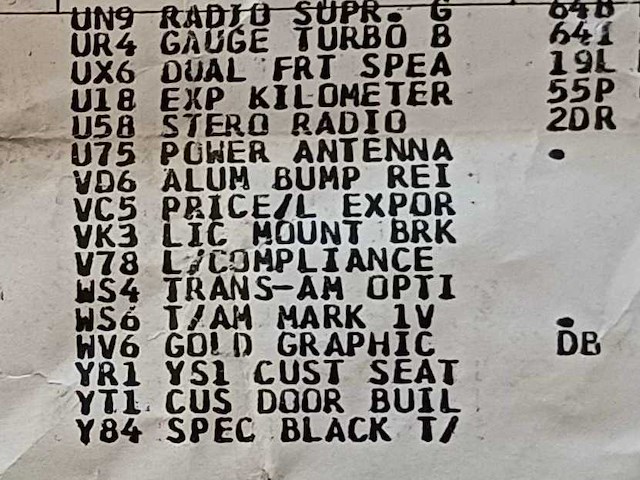 UN9 RADIO SUPR. G 64B
UR4 GAUGE TURBO B 641
UX6 DUAL FRT SPEA 19L
U18 EXP KILOMETER 55P
U58 STERO RADIO 2DR
U75 POWER ANTENNA
VD6 ALUM BUMP REI
VC5 PRICE/L EXPOR
VK3 LIC MOUNT BRK
V78 L/COMPLIANCE
WS4 TRANS-AM OPTI
WS6 T/AM MARK 1V
WV6 GOLD GRAPHIC DB
YR1 YS1 CUST SEAT
YT1 CUS DOOR BUIL
Y84 SPEC BLACK T/